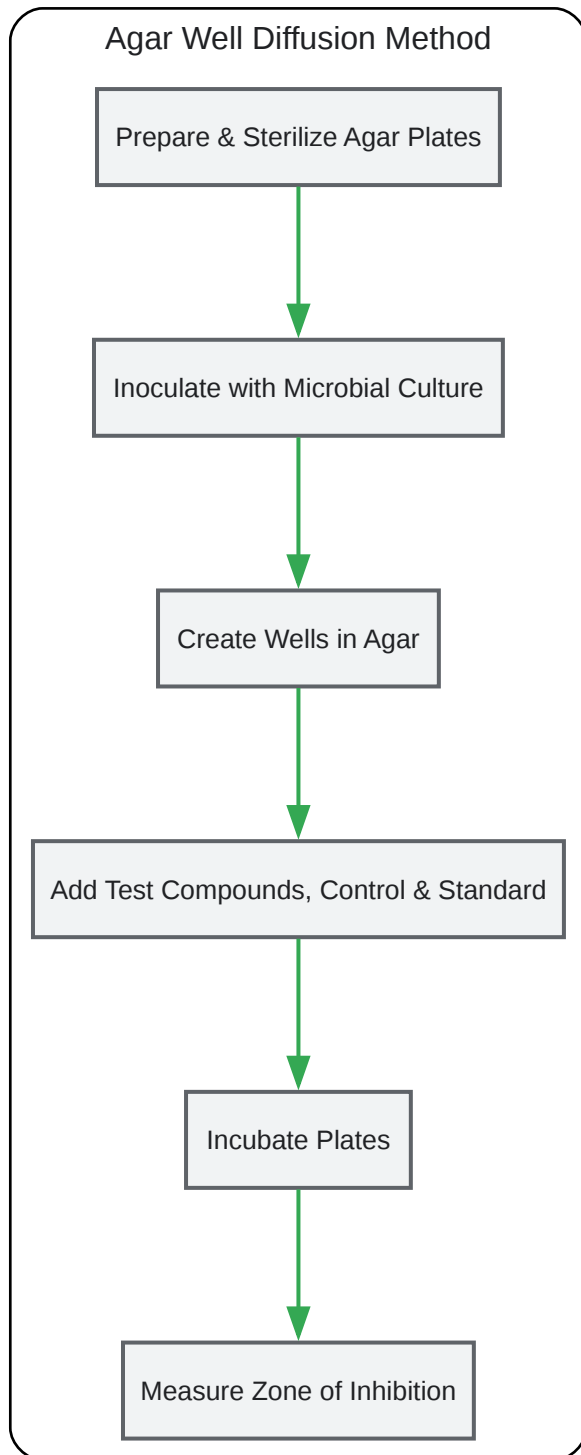 Agar Well Diffusion Method
Prepare & Sterilize Agar Plates
Inoculate with Microbial Culture
Create Wells in Agar
Add Test Compounds, Control & Standard
Incubate Plates
Measure Zone of Inhibition